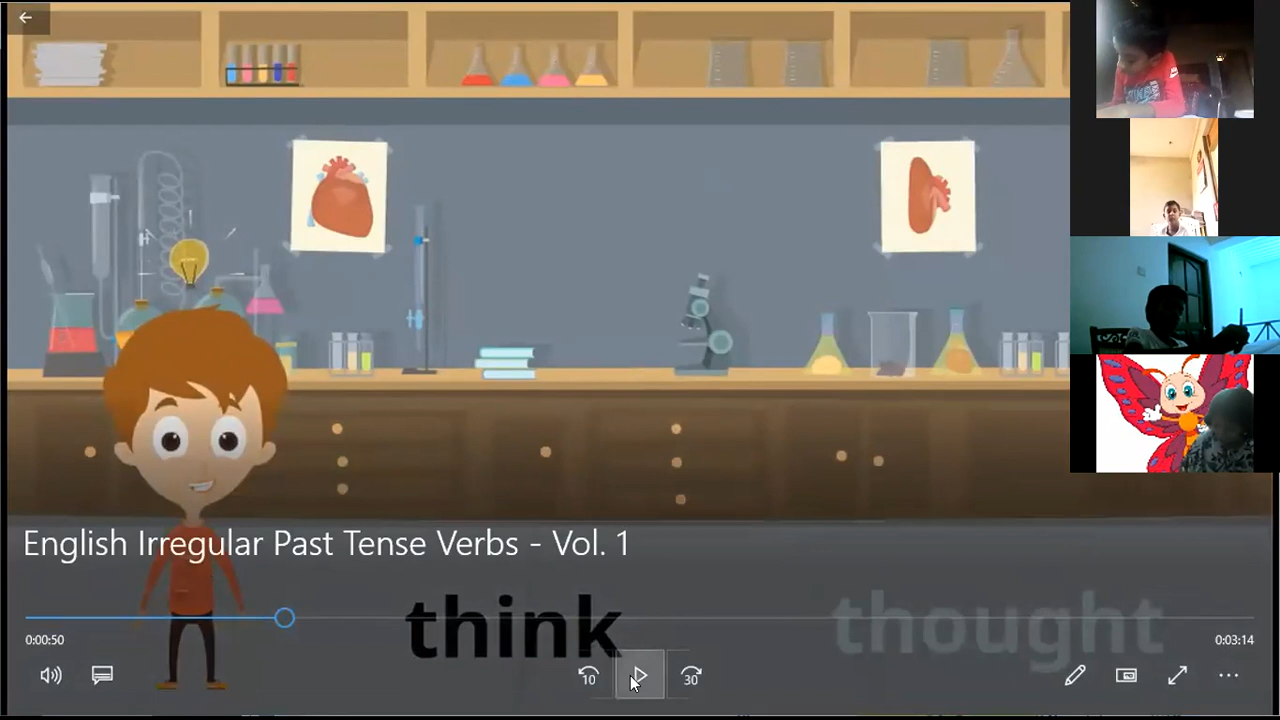 English Irregular Past Tense Verbs - Vol. 1
think thought
0:00:50
0:03:14
10
30